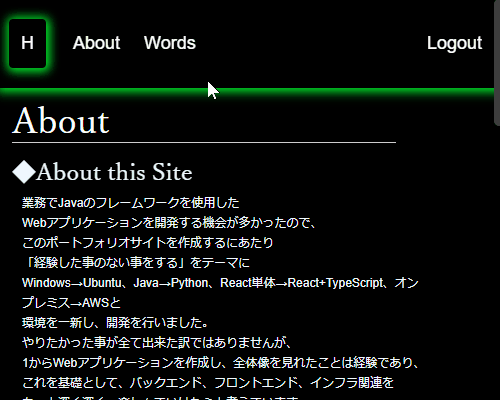 H About Words Logout
About
◆About this Site
業務でJavaのフレームワークを使用した
Webアプリケーションを開発する機会が多かったので、
このポートフォリオサイトを作成するにあたり
「経験した事のない事をする」をテーマに
Windows→Ubuntu、Java→Python、React単体→React+TypeScript、オン
プレミス→AWSと
環境を一新し、開発を行いました。
やりたかった事が全て出来た訳ではありませんが、
1からWebアプリケーションを作成し、全体像を見れたことは経験であり、
これを基礎として、バックエンド、フロントエンド、インフラ関連を